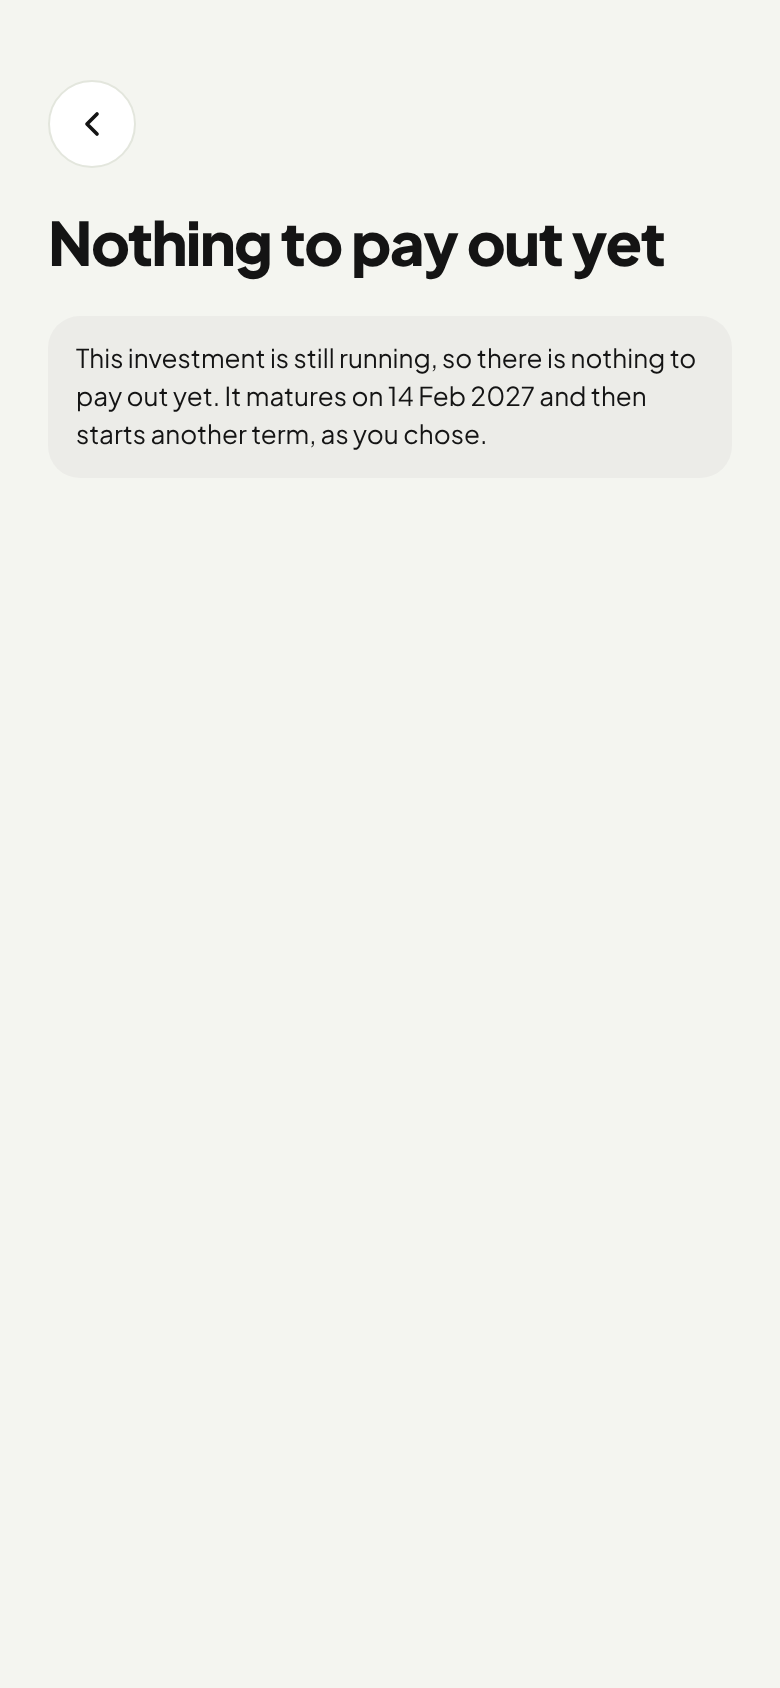 Nothing to pay out yet
This investment is still running, so there is nothing to
pay out yet. It matures on 14 Feb 2027 and then
starts another term, as you chose.